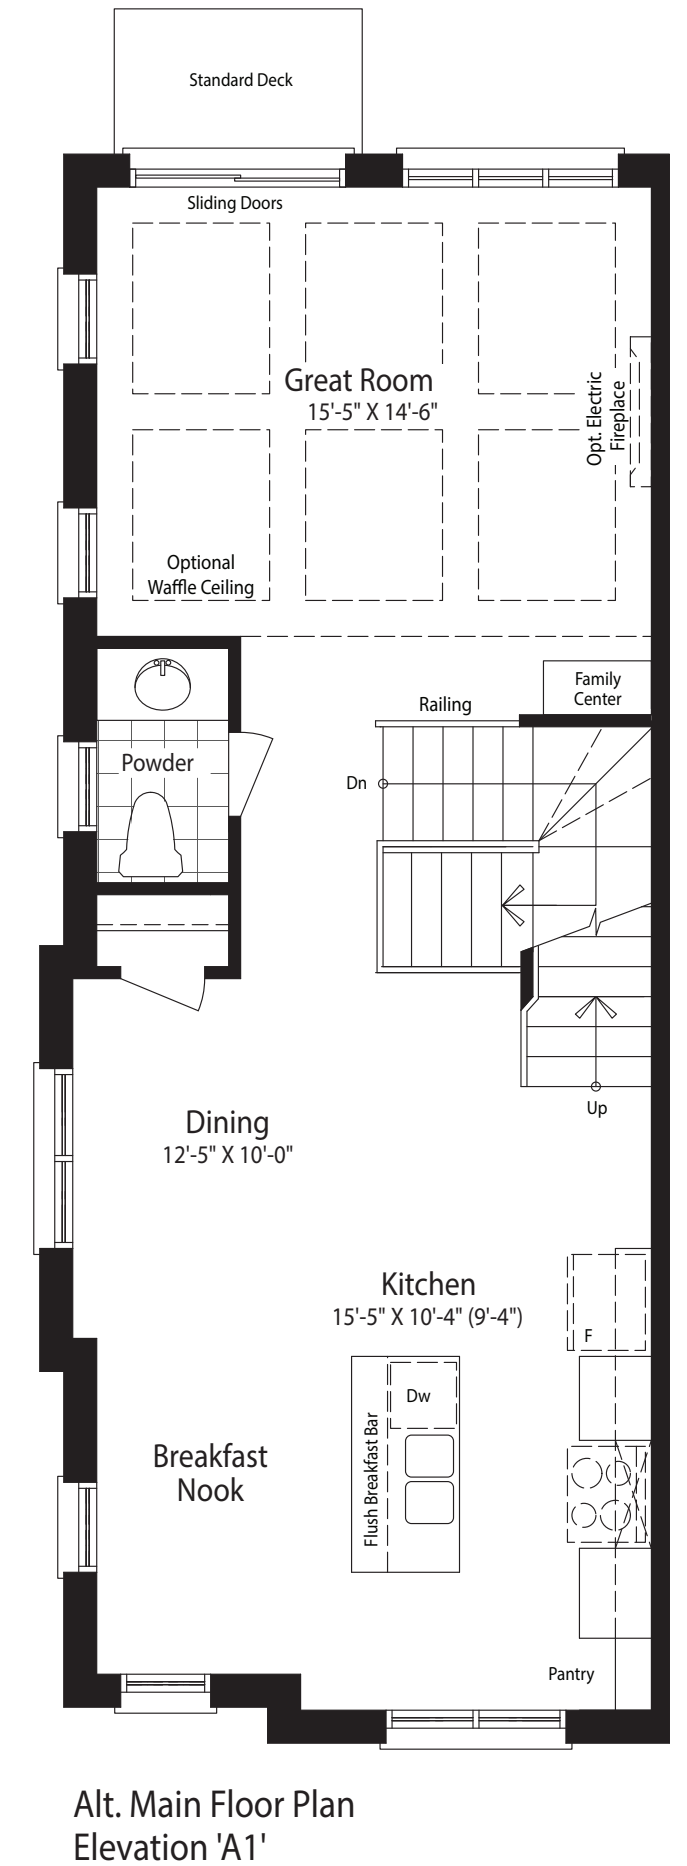 Standard Deck
Sliding Doors
Great Room
15'-5" X 14'-6"
Opt. Electric
Fireplace
Optional
Waffle Ceiling
Family
Center
Railing
Powder
Dn
Up
Dining
12'-5" X 10'-0"
Kitchen
15'-5" X 10'-4" (9'-4")
F
Dw
Flush Breakfast Bar
Breakfast
Nook
Pantry
Alt. Main Floor Plan
Elevation 'A1'